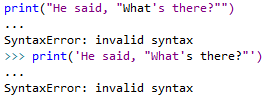 print("He said, "What's there?"")
...
SyntaxError: invalid syntax
>>> print('He said, "What's there?"')
...
SyntaxError: invalid syntax